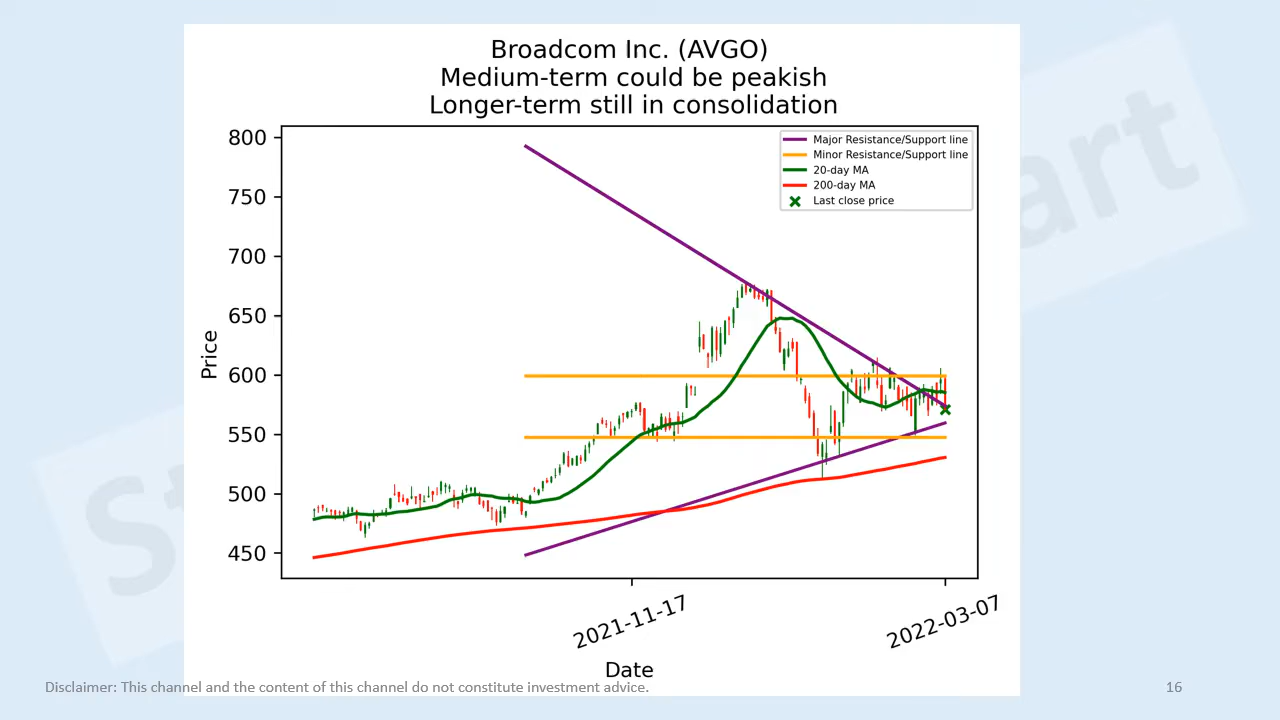 Broadcom Inc. (AVGO)
Medium-term could be peakish
Longer-term still in consolidation
800
750
700
650
600
550
500
450
Price
Major Resistance/Support line
Minor Resistance/Support line
20-day MA
200-day MA
Last close price
2021-11-17
2022-03-07
Date
Disclaimer: This channel and the content of this channel do not constitute investment advice.
16